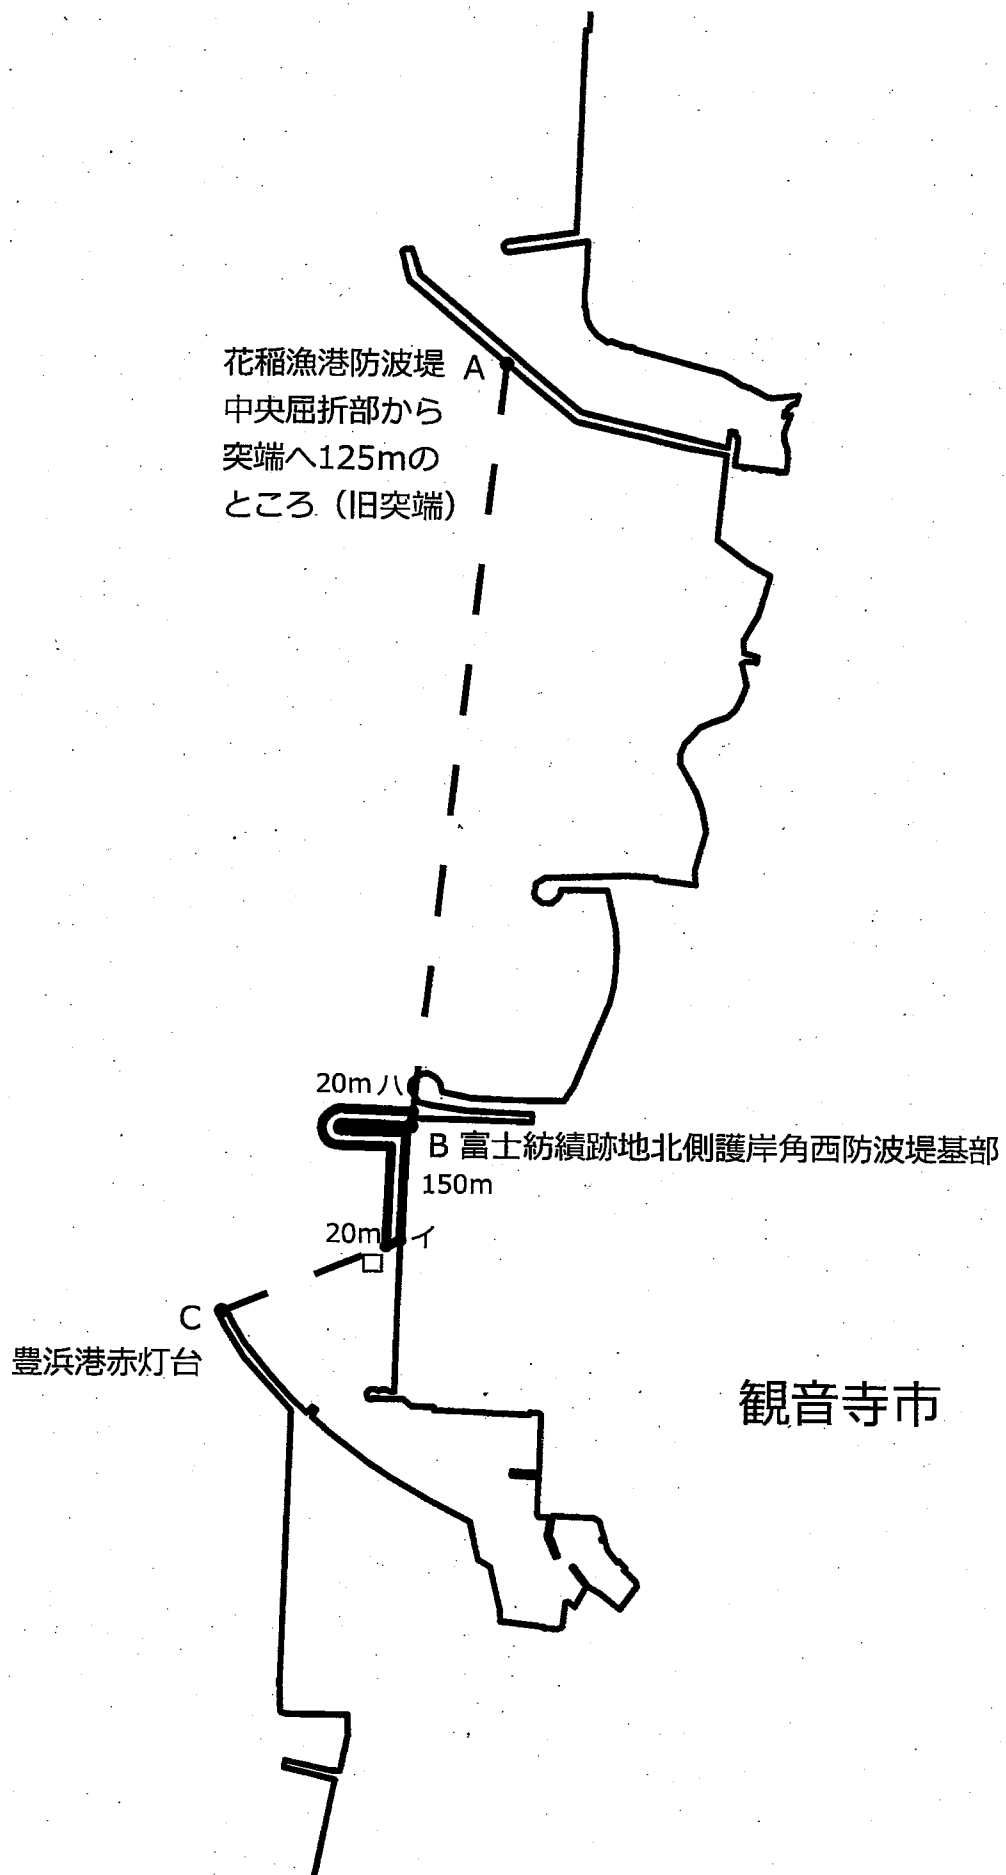 花稲漁港防波堤
中央屈折部から
突端へ125mの
ところ（旧突端）
A
20m ハ
B 富士紡績跡地北側護岸角西防波堤基部
150m
20m イ
ロ
C
豊浜港赤灯台
観音寺市